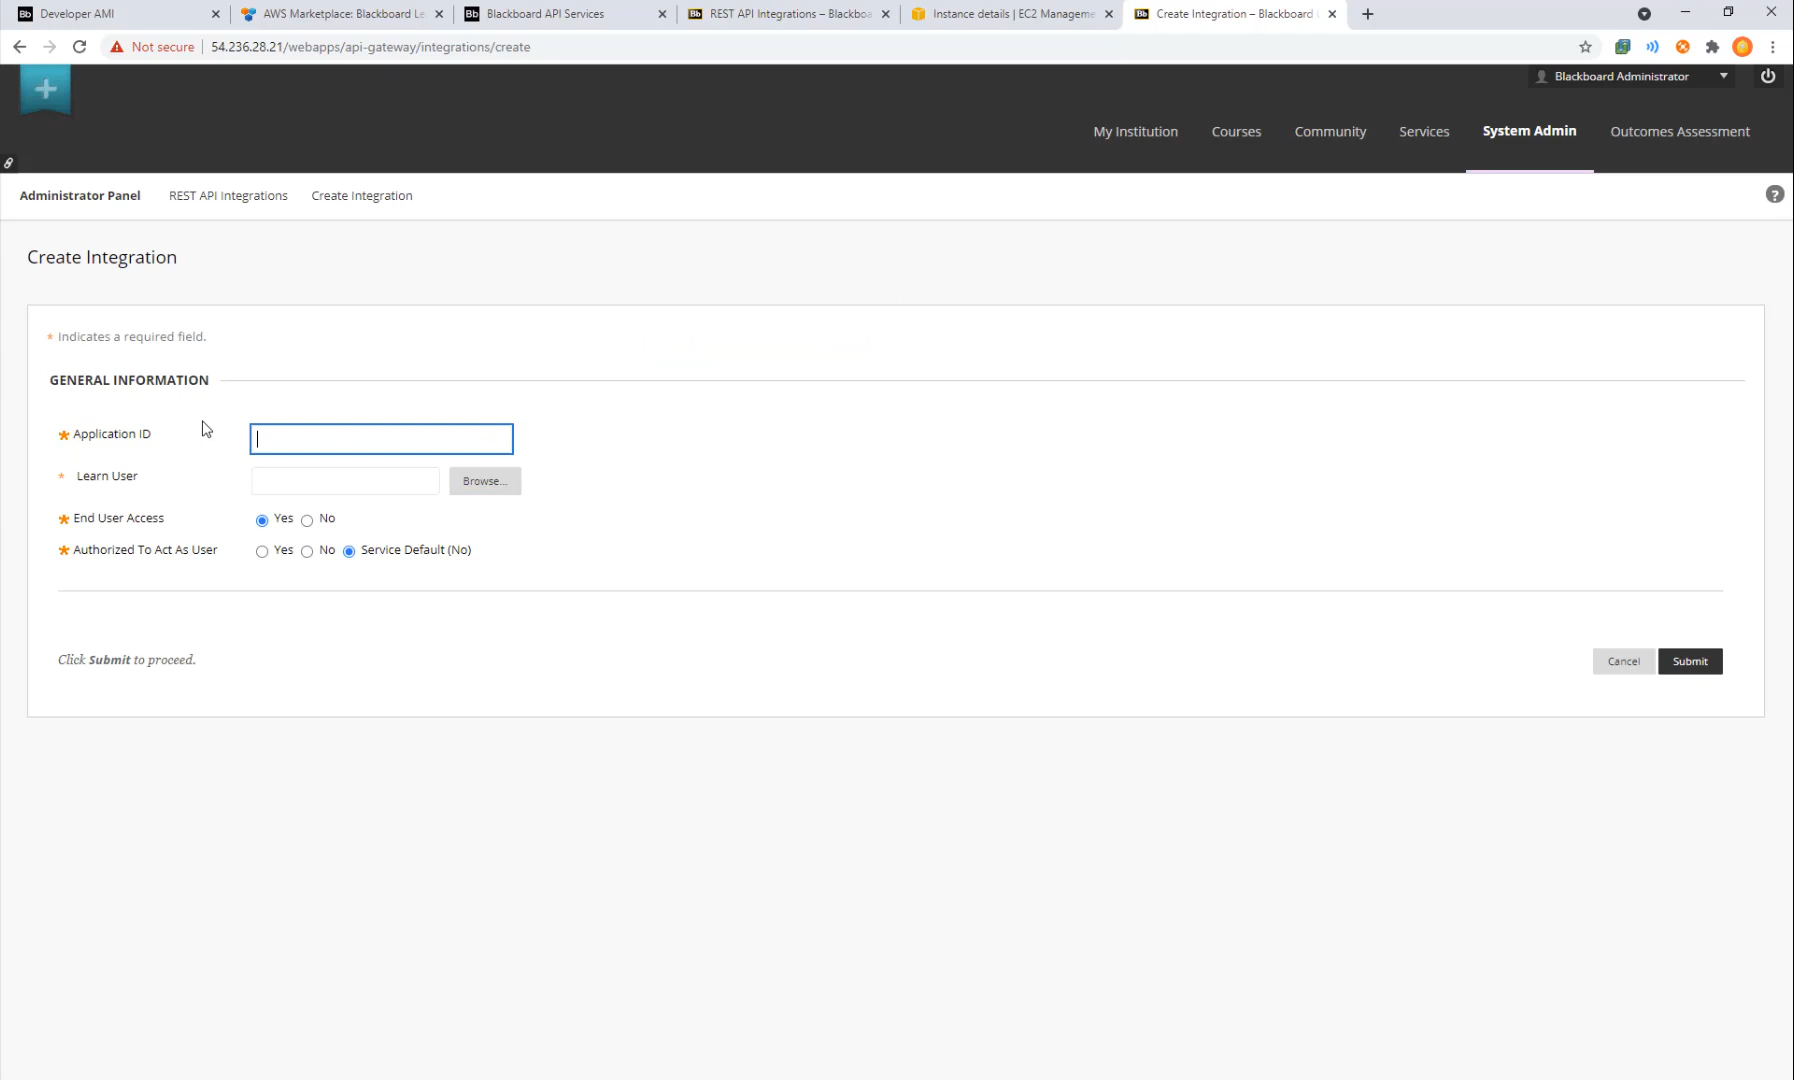 Bb Developer AMI
AWS Marketplace: Blackboard Le
Bb Blackboard API Services
Bb REST API Integrations – Blackboa
Instance details | EC2 Manageme
Bb Create Integration – Blackboard
Not secure 54.236.28.21/webapps/api-gateway/integrations/create
Blackboard Administrator
My Institution Courses Community Services System Admin Outcomes Assessment
Administrator Panel REST API Integrations Create Integration ?
Create Integration
* Indicates a required field.
GENERAL INFORMATION
* Application ID
* Learn User Browse...
* End User Access Yes No
* Authorized To Act As User Yes No Service Default (No)
Click Submit to proceed. Cancel Submit